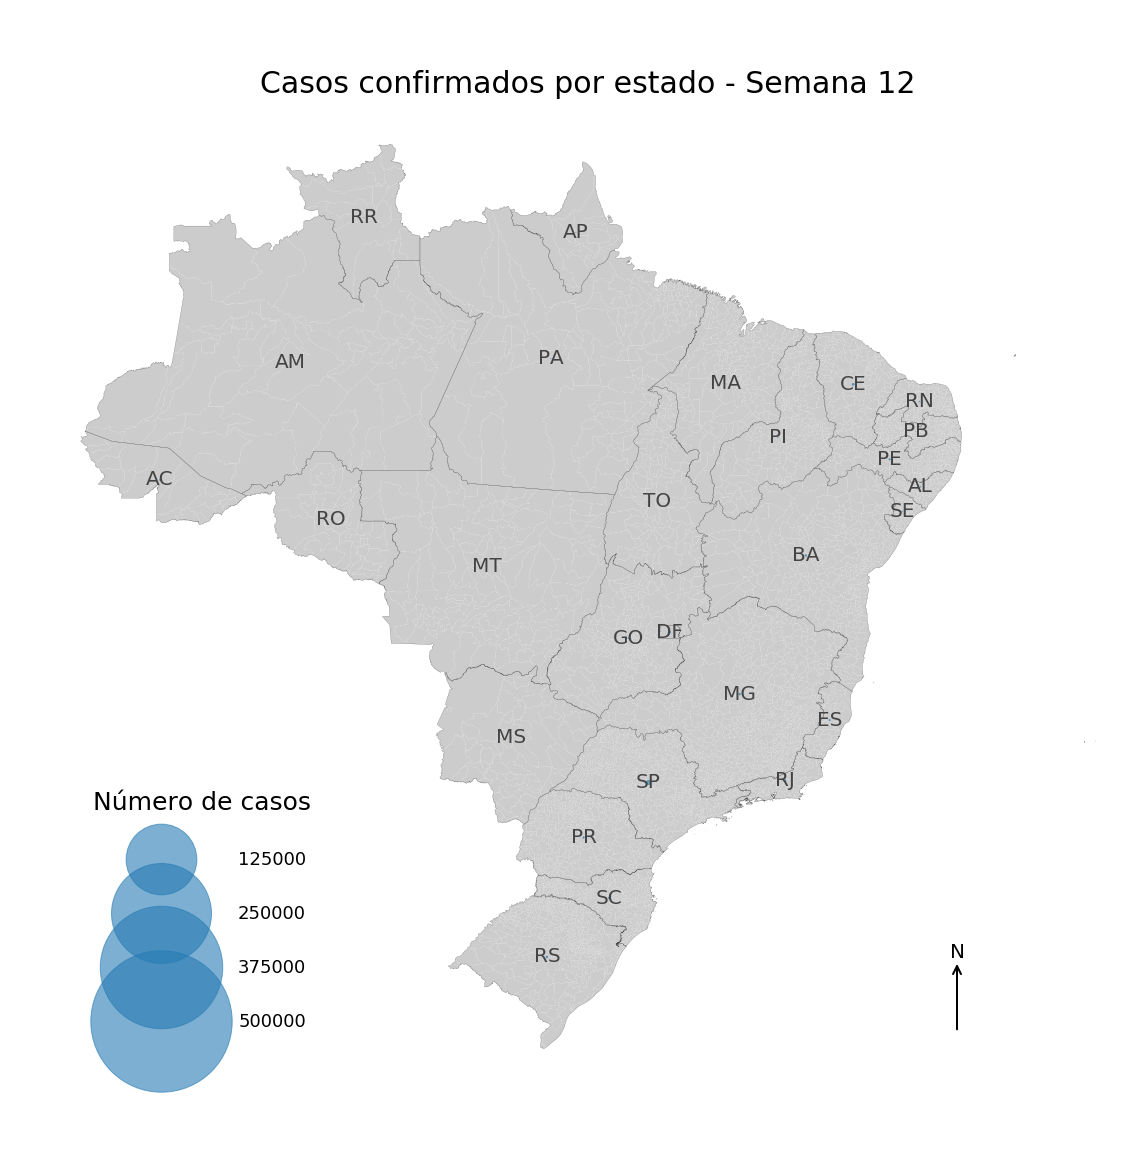 Casos confirmados por estado - Semana 12
RR
AP
AM
PA
MA
CE
RN
PB
PI
PE
AC
AL
TO
SE
RO
BA
MT
GO
DF
MG
ES
MS
SP
RJ
PR
SC
RS
Número de casos
125000
250000
375000
500000
N